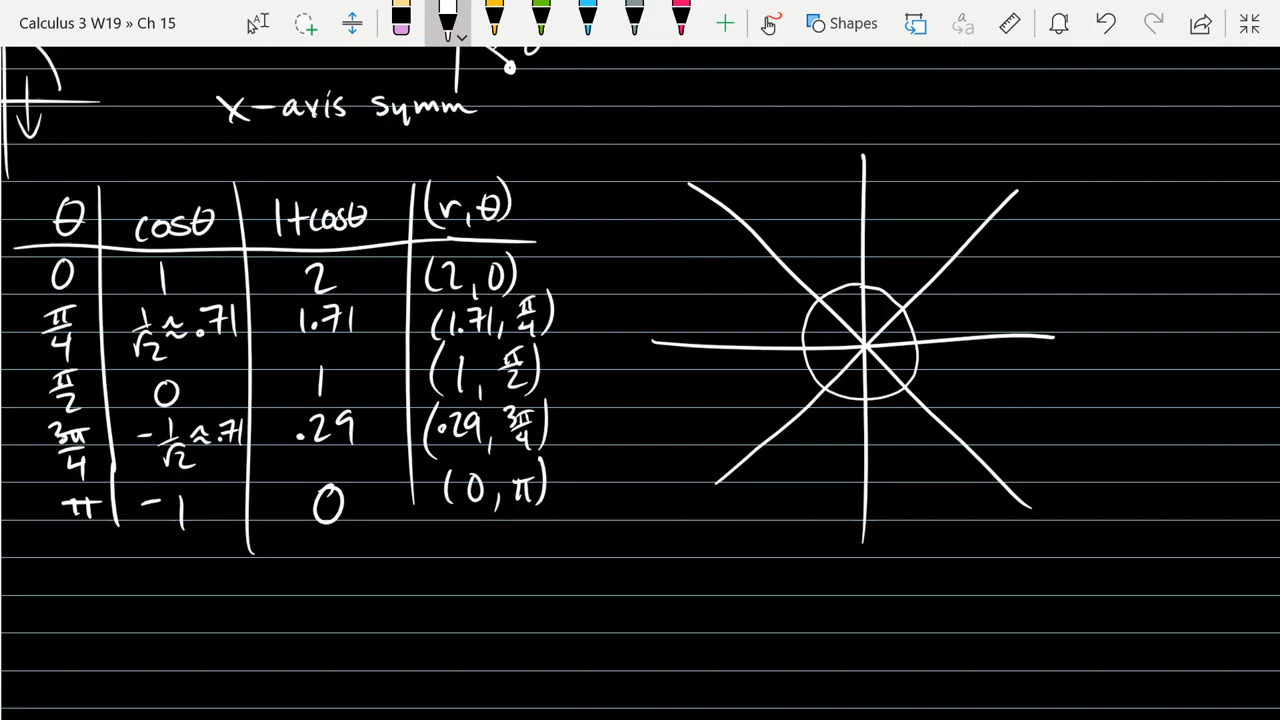 Calculus 3 W19 » Ch 15
Shapes
x-axis symm
θ cosθ 1+cosθ (r, θ)
0 1 2 (2, 0)
π/4 1/√2 ≈ .71 1.71 (1.71, π/4)
π/2 0 1 (1, π/2)
3π/4 -1/√2 ≈ .71 .29 (.29, 3π/4)
π -1 0 (0, π)